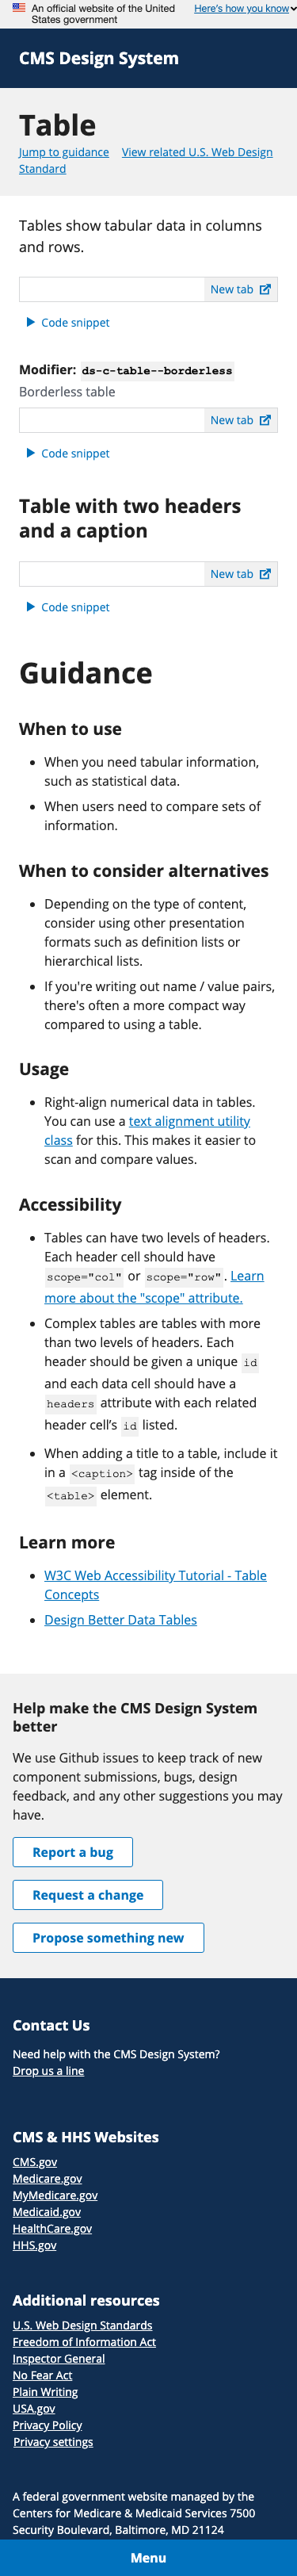 An official website of the United
States government
Here's how you know
CMS Design System
Table
Jump to guidance View related U.S. Web Design
Standard
Tables show tabular data in columns
and rows.
New tab
Code snippet
Modifier: ds-c-table--borderless
Borderless table
New tab
Code snippet
Table with two headers
and a caption
New tab
Code snippet
Guidance
When to use
• When you need tabular information,
such as statistical data.
• When users need to compare sets of
information.
When to consider alternatives
• Depending on the type of content,
consider using other presentation
formats such as definition lists or
hierarchical lists.
• If you're writing out name / value pairs,
there's often a more compact way
compared to using a table.
Usage
• Right-align numerical data in tables.
You can use a text alignment utility
class for this. This makes it easier to
scan and compare values.
Accessibility
• Tables can have two levels of headers.
Each header cell should have
scope="col" or scope="row". Learn
more about the "scope" attribute.
• Complex tables are tables with more
than two levels of headers. Each
header should be given a unique id
and each data cell should have a
headers attribute with each related
header cell’s id listed.
• When adding a title to a table, include it
in a <caption> tag inside of the
<table> element.
Learn more
• W3C Web Accessibility Tutorial - Table
Concepts
• Design Better Data Tables
Help make the CMS Design System
better
We use Github issues to keep track of new
component submissions, bugs, design
feedback, and any other suggestions you may
have.
Report a bug
Request a change
Propose something new
Contact Us
Need help with the CMS Design System?
Drop us a line
CMS & HHS Websites
CMS.gov
Medicare.gov
MyMedicare.gov
Medicaid.gov
HealthCare.gov
HHS.gov
Additional resources
U.S. Web Design Standards
Freedom of Information Act
Inspector General
No Fear Act
Plain Writing
USA.gov
Privacy Policy
Privacy settings
A federal government website managed by the
Centers for Medicare & Medicaid Services 7500
Security Boulevard, Baltimore, MD 21124
Menu